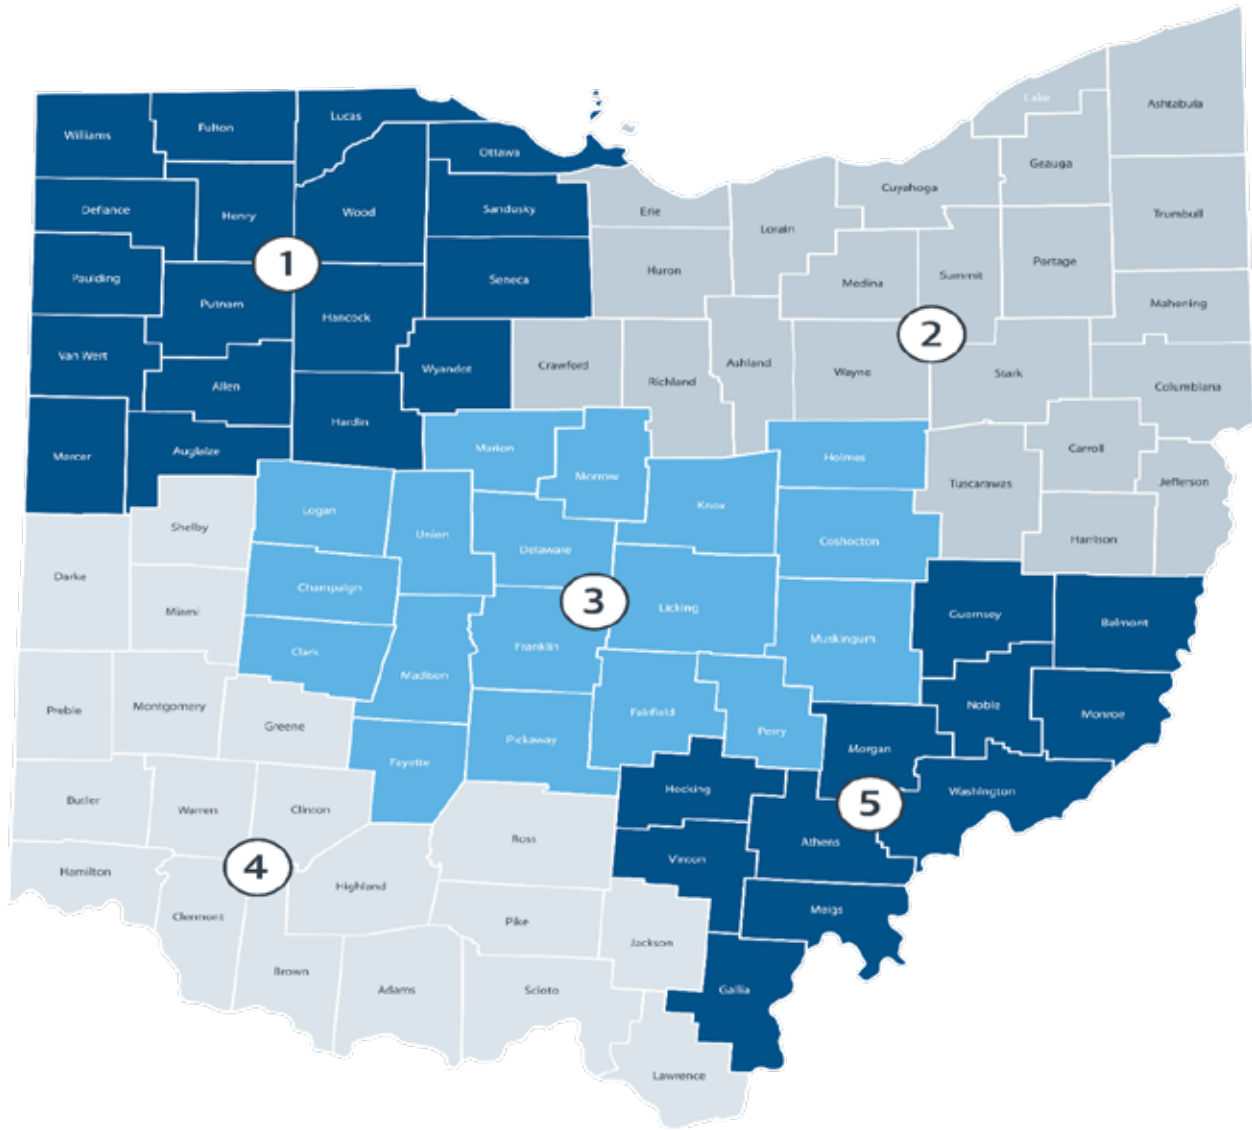 Lake
Ashtabula
Williams
Fulton
Lucas
Ottawa
Geauga
Cuyahoga
Defiance
Henry
Wood
Sandusky
Erie
Lorain
Trumbull
1
Paulding
Seneca
Huron
Medina
Summit
Portage
Putnam
Hancock
Mahoning
2
Van Wert
Allen
Wyandot
Crawford
Richland
Ashland
Wayne
Stark
Columbiana
Mercer
Auglaize
Hardin
Marion
Morrow
Holmes
Carroll
Tuscarawas
Jefferson
Shelby
Logan
Union
Knox
Delaware
Coshocton
Harrison
Darke
Miami
Champaign
3
Licking
Guernsey
Belmont
Clark
Franklin
Muskingum
Madison
Preble
Montgomery
Greene
Fairfield
Perry
Noble
Monroe
Fayette
Pickaway
Morgan
Butler
Warren
Clinton
Hocking
5
Washington
Ross
Athens
4
Hamilton
Highland
Vinton
Clermont
Pike
Jackson
Meigs
Brown
Adams
Scioto
Gallia
Lawrence